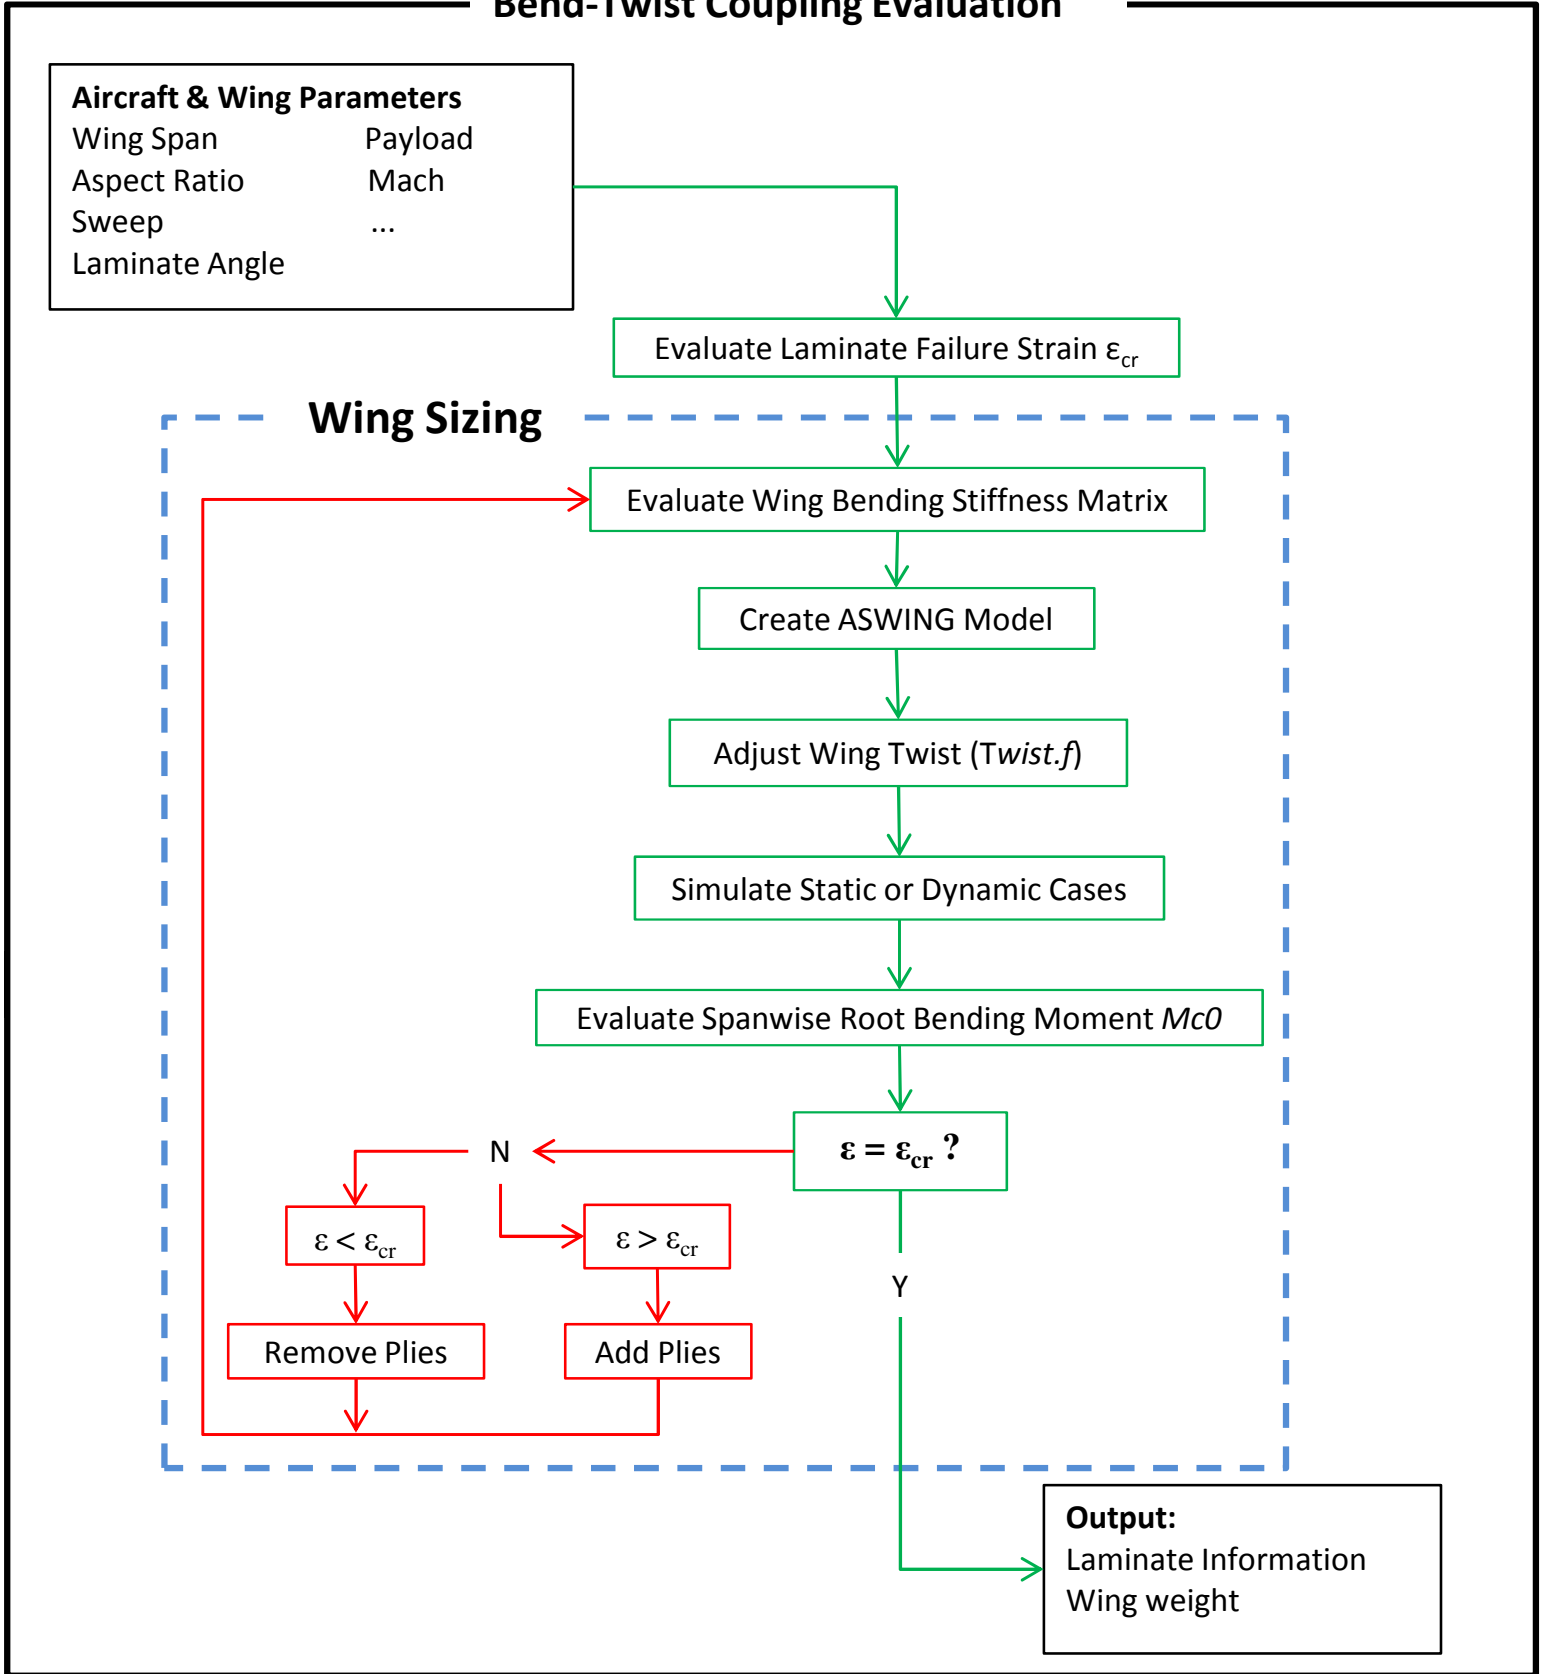 Bend-Twist Coupling Evaluation
Aircraft & Wing Parameters
Wing Span Payload
Aspect Ratio Mach
Sweep ...
Laminate Angle
Evaluate Laminate Failure Strain εcr
Wing Sizing
Evaluate Wing Bending Stiffness Matrix
Create ASWING Model
Adjust Wing Twist (Twist.f)
Simulate Static or Dynamic Cases
Evaluate Spanwise Root Bending Moment Mc0
ε = εcr ?
N
ε < εcr
ε > εcr
Y
Remove Plies
Add Plies
Output:
Laminate Information
Wing weight